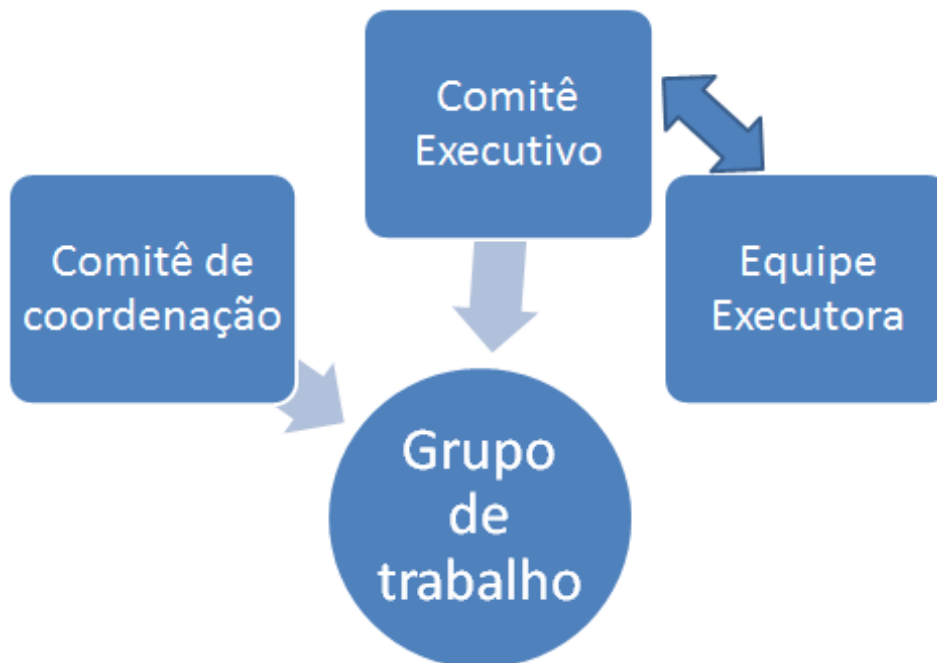 Comitê
Executivo
Comitê de
coordenação
Equipe
Executora
Grupo
de
trabalho